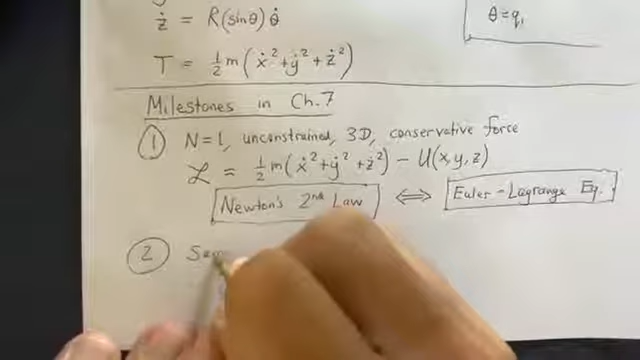 ż = R(sinθ)θ̇
θ = q₁
T = ½m(ẋ²+ẏ²+ż²)
Milestones in Ch.7
① N=1, unconstrained, 3D, conservative force
ℒ = ½m(ẋ²+ẏ²+ż²) − U(x,y,z)
Newton's 2nd Law ⟺ Euler-Lagrange Eq.
②